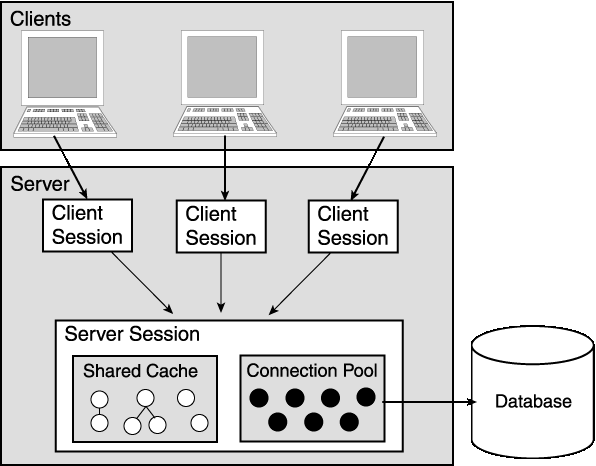 Clients
Server
Client
Session
Client
Session
Client
Session
Server Session
Shared Cache
Connection Pool
Database